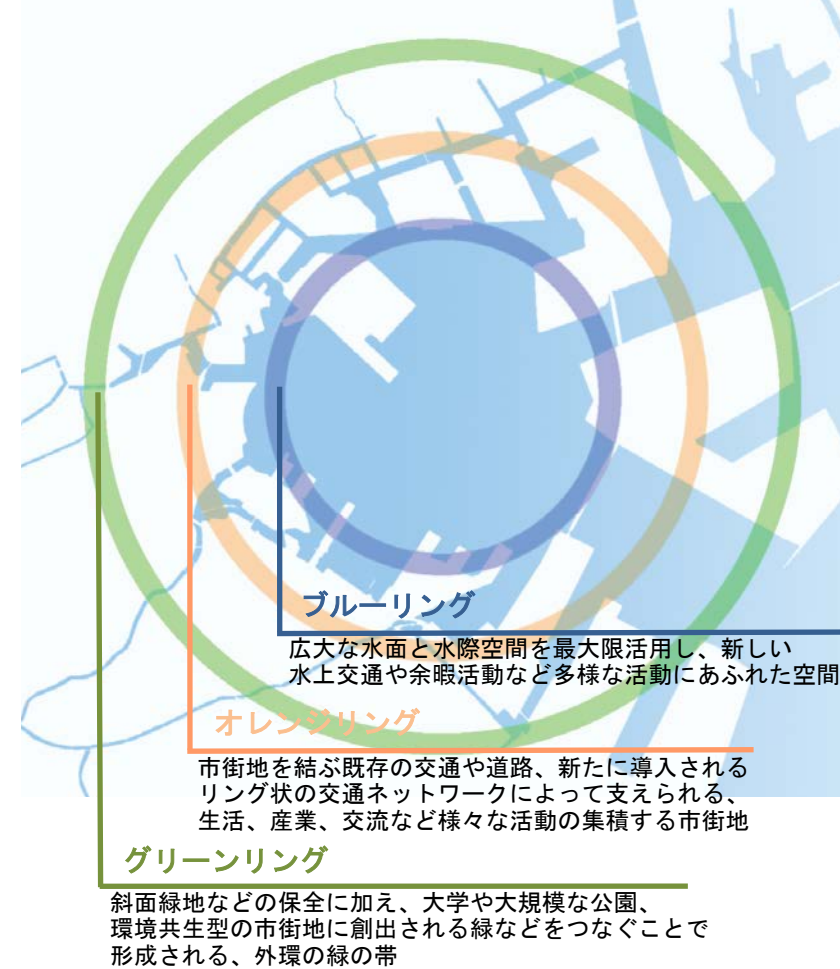 ブルーリング
広大な水面と水際空間を最大限活用し、新しい
水上交通や余暇活動など多様な活動にあふれた空間
オレンジリング
市街地を結ぶ既存の交通や道路、新たに導入される
リング状の交通ネットワークによって支えられる、
生活、産業、交流など様々な活動の集積する市街地
グリーンリング
斜面緑地などの保全に加え、大学や大規模な公園、
環境共生型の市街地に創出される緑などをつなぐことで
形成される、外環の緑の帯